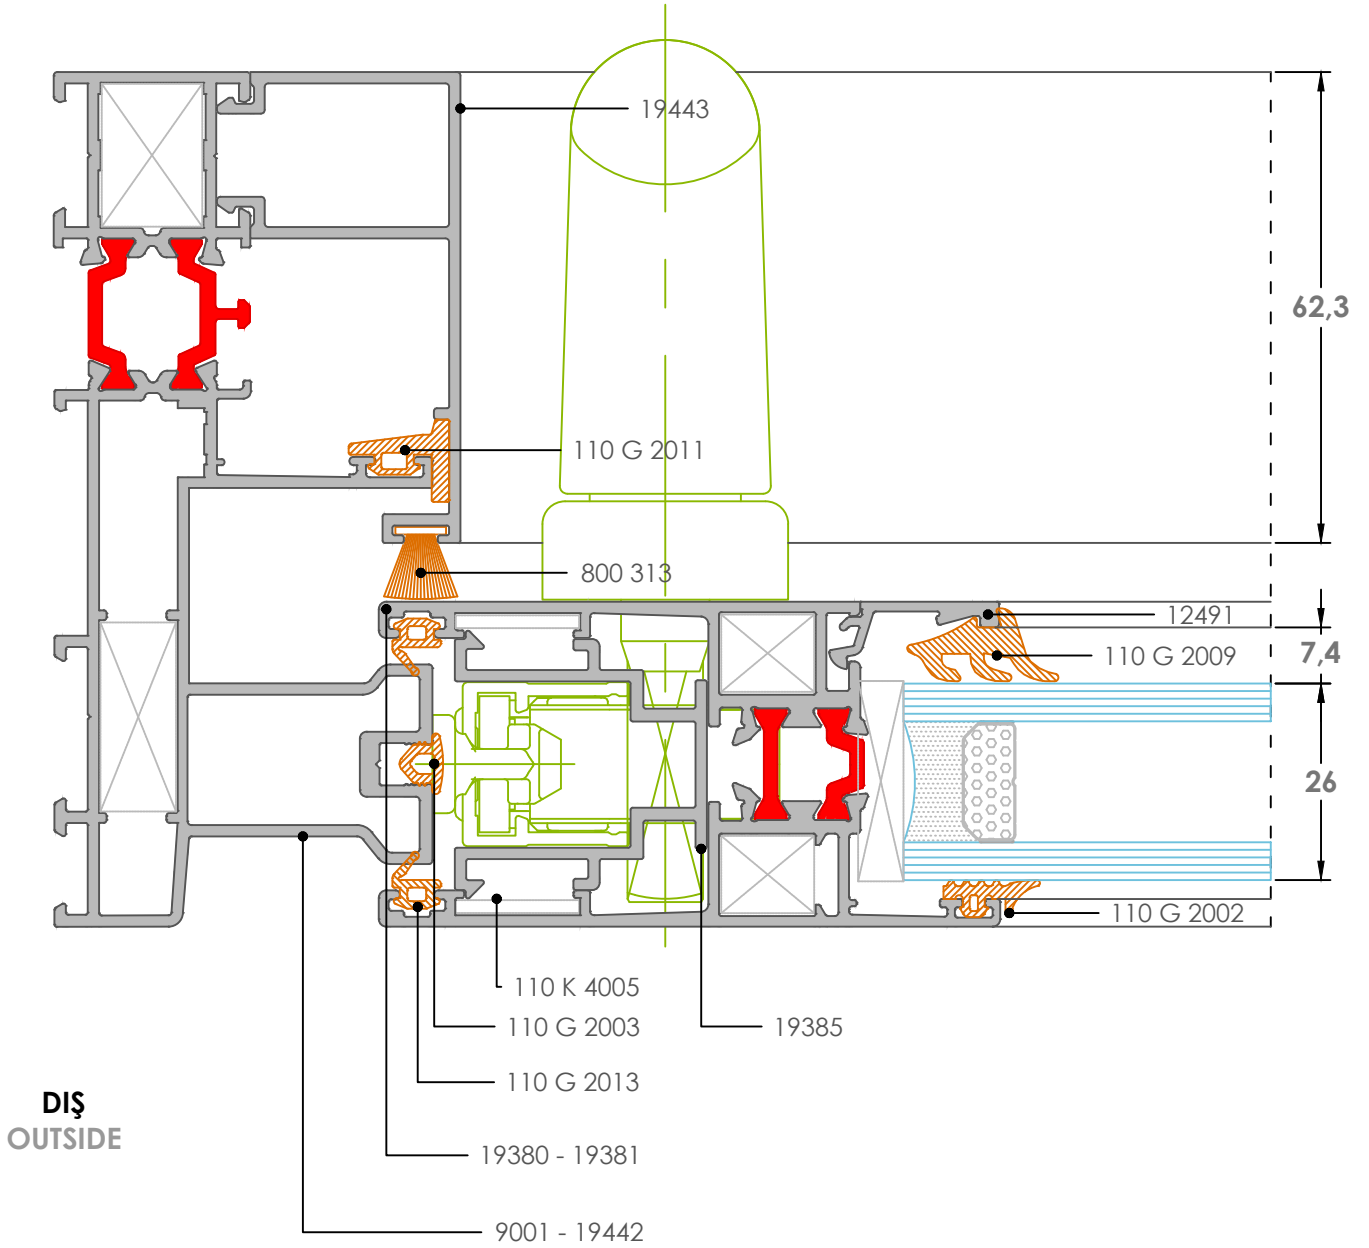 19443
62,3
110 G 2011
800 313
12491
110 G 2009
7,4
26
110 G 2002
110 K 4005
110 G 2003
19385
110 G 2013
DIŞ
OUTSIDE
19380 - 19381
9001 - 19442